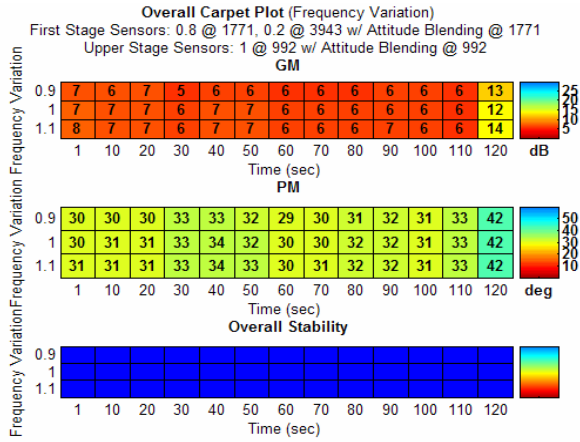 Overall Carpet Plot (Frequency Variation)
First Stage Sensors: 0.8 @ 1771, 0.2 @ 3943 w/ Attitude Blending @ 1771
Upper Stage Sensors: 1 @ 992 w/ Attitude Blending @ 992
GM
Frequency Variation
0.9 7 6 7 5 6 6 6 6 6 6 6 6 13
1 7 7 7 6 7 7 6 6 6 6 6 6 12
1.1 8 7 7 6 7 6 6 6 6 7 6 6 14
1 10 20 30 40 50 60 70 80 90 100 110 120
Time (sec)
25
20
15
10
5
dB
PM
Frequency Variation
0.9 30 30 30 33 33 32 29 30 31 32 31 33 42
1 30 31 31 33 34 32 30 30 32 32 31 33 42
1.1 31 31 31 33 34 33 30 31 32 32 31 33 42
1 10 20 30 40 50 60 70 80 90 100 110 120
Time (sec)
50
40
30
20
10
deg
Overall Stability
Frequency Variation
0.9
1
1.1
1 10 20 30 40 50 60 70 80 90 100 110 120
Time (sec)